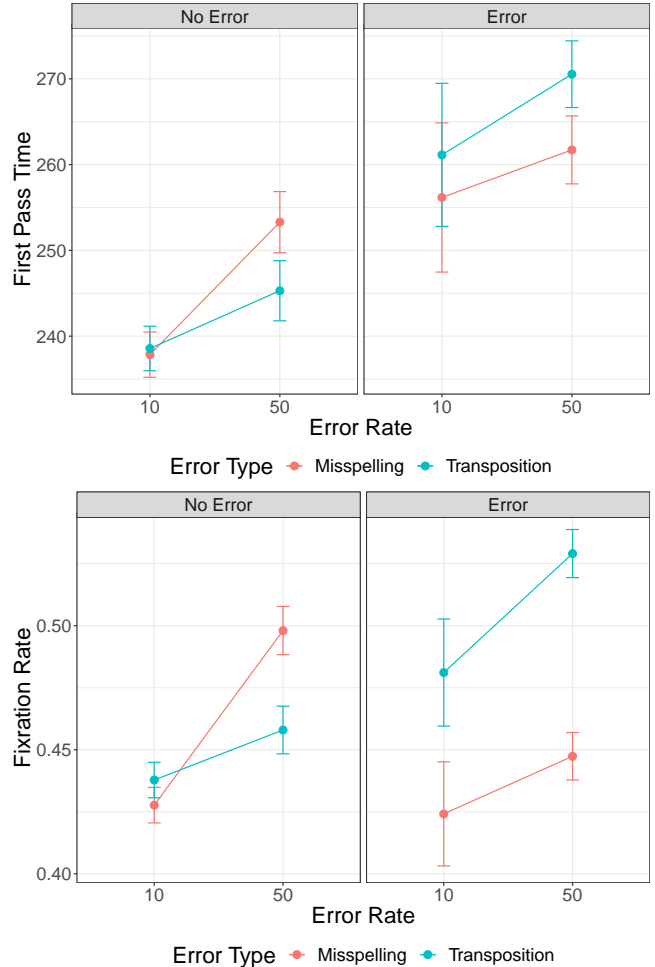 No Error Error
270
260
250
240
First Pass Time
10 50 10 50
Error Rate
Error Type Misspelling Transposition
No Error Error
0.50
0.45
0.40
Fixration Rate
10 50 10 50
Error Rate
Error Type Misspelling Transposition